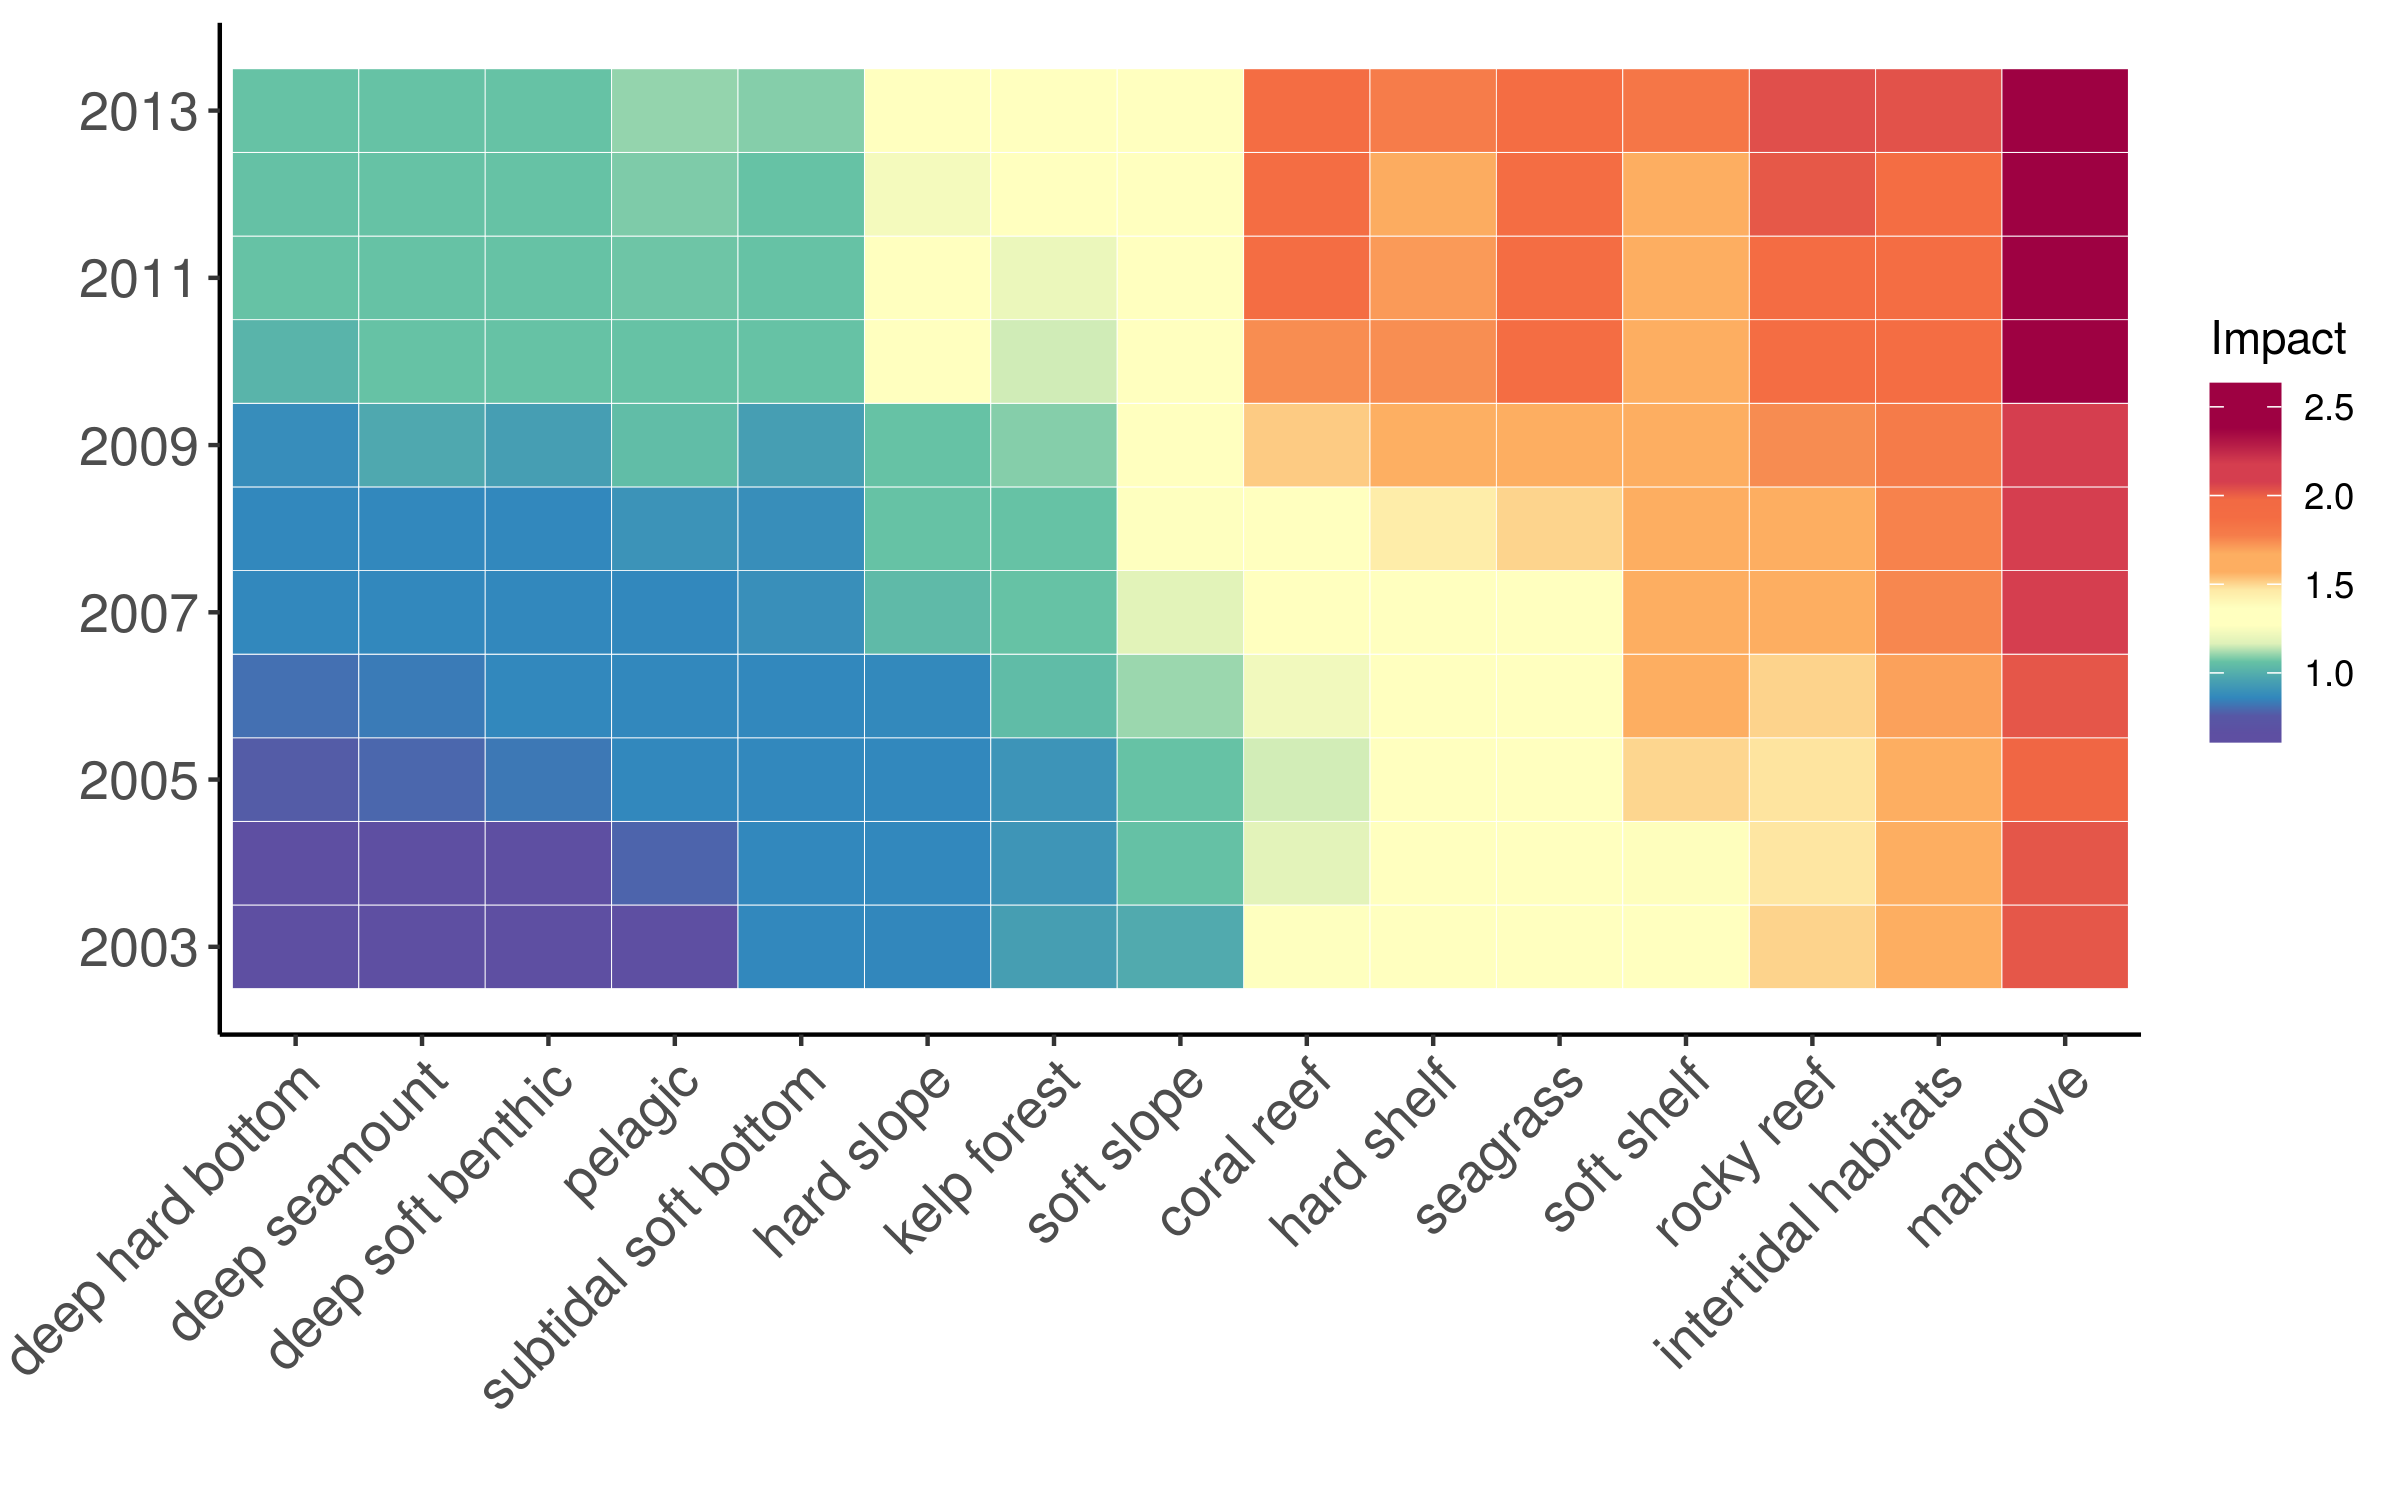 2013
2011
2009
2007
2005
2003
deep hard bottom
deep seamount
deep soft benthic
pelagic
subtidal soft bottom
hard slope
kelp forest
soft slope
coral reef
hard shelf
seagrass
soft shelf
rocky reef
intertidal habitats
mangrove
Impact
2.5
2.0
1.5
1.0